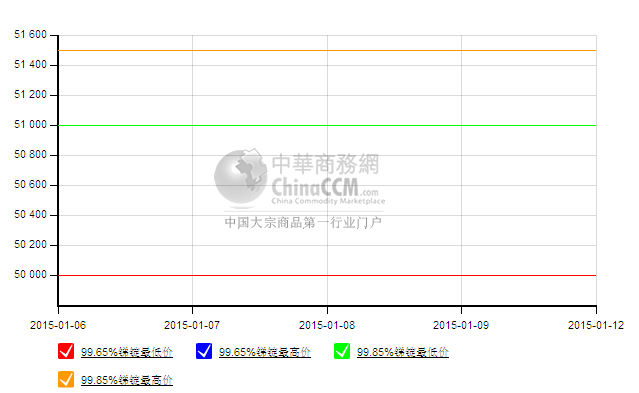 51 600
51 400
51 200
51 000
50 800
50 600
50 400
50 200
50 000
中華商務網
ChinaCCM.com
China Commodity Marketplace
中国大宗商品第一行业门户
2015-01-06 2015-01-07 2015-01-08 2015-01-09 2015-01-12
99.65%锑锭最低价 99.65%锑锭最高价 99.85%锑锭最低价
99.85%锑锭最高价